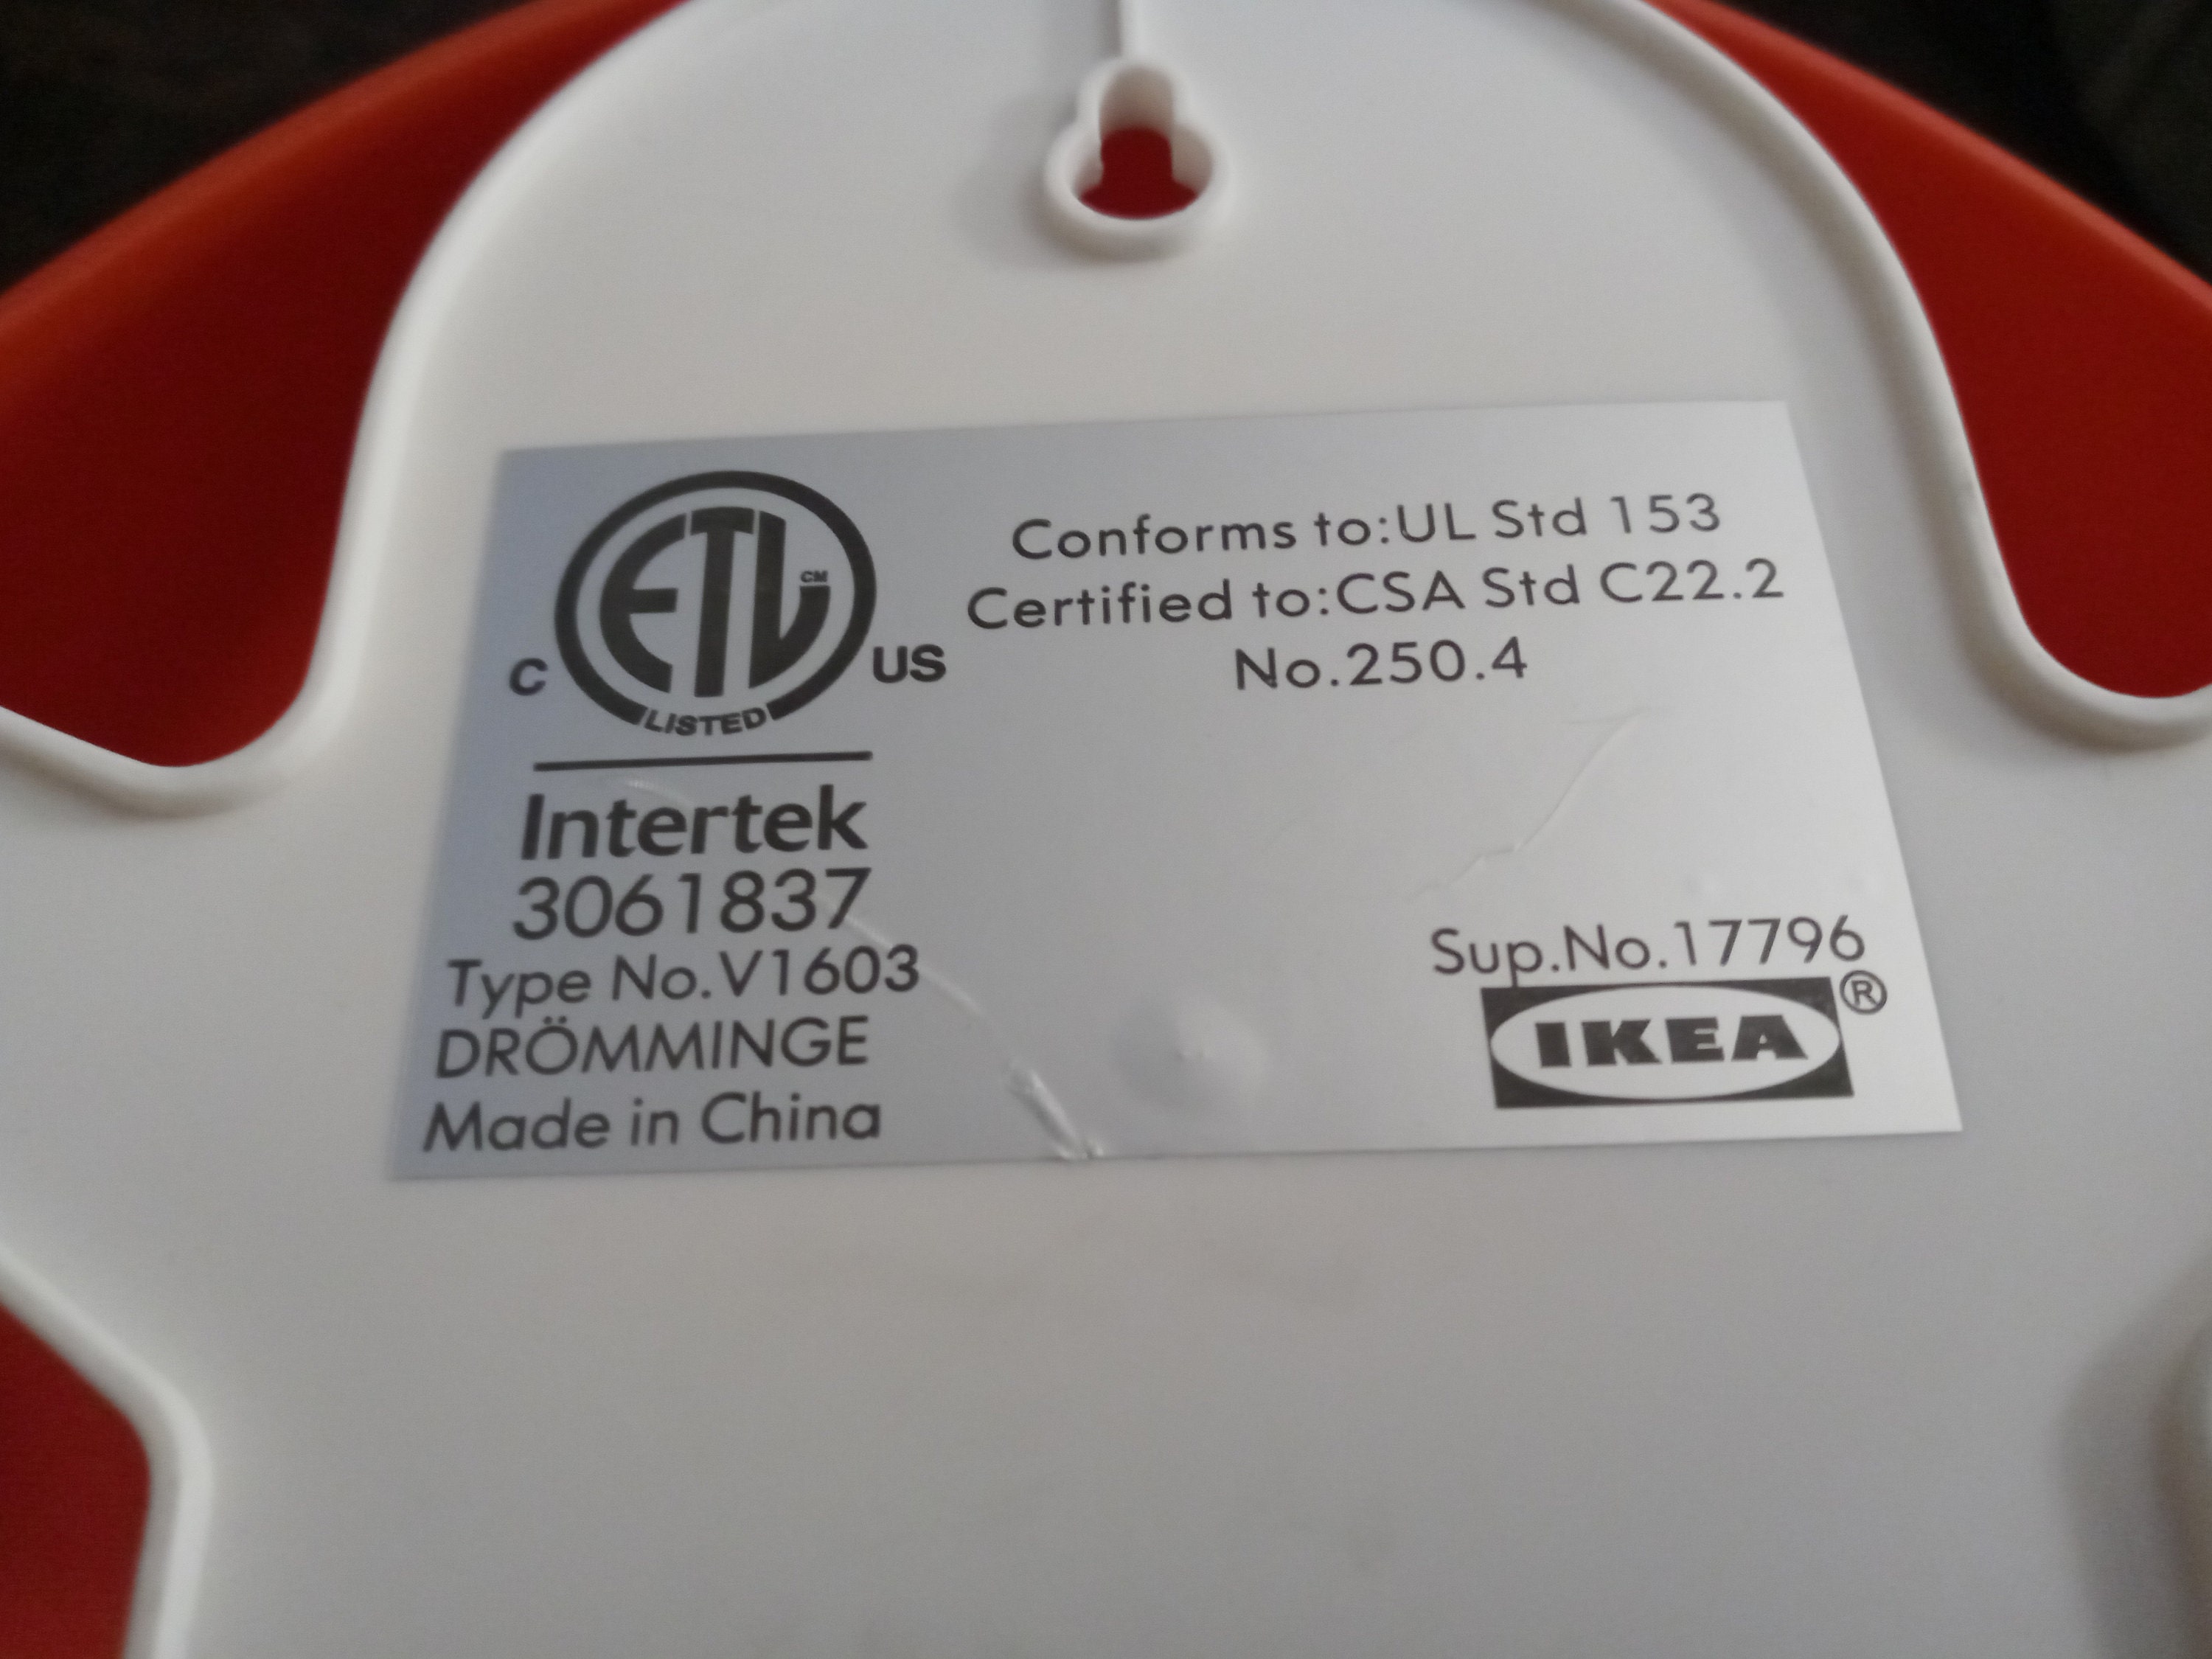 ETL CM
C US
LISTED
Intertek
3061837
Type No.V1603
DRÖMMINGE
Made in China
Conforms to:UL Std 153
Certified to:CSA Std C22.2
No.250.4
Sup.No.17796
IKEA ®